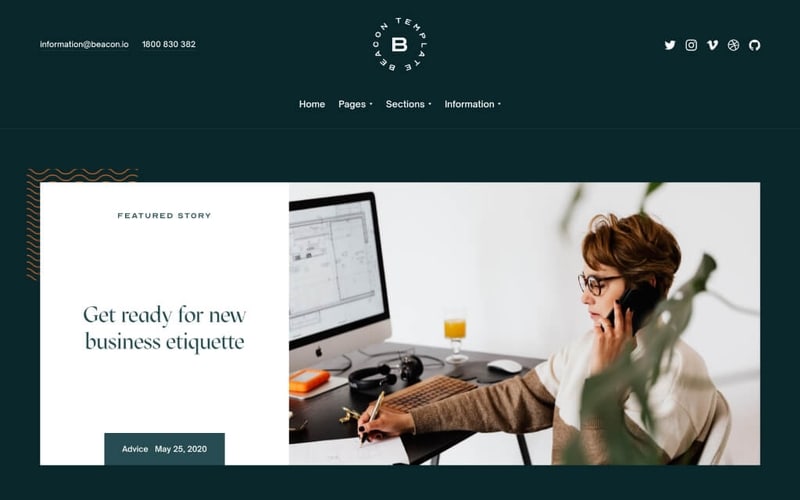 information@beacon.io 1800 830 382
BEACON TEMPLATE BEACON
B
Home Pages Sections Information
FEATURED STORY
Get ready for new
business etiquette
Advice May 25, 2020